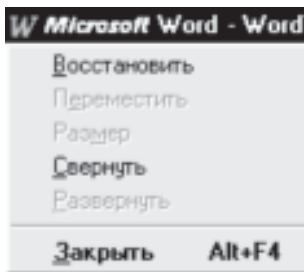 W Microsoft Word - Word
Восстановить
Переместить
Размер
Свернуть
Развернуть
Закрыть Alt+F4